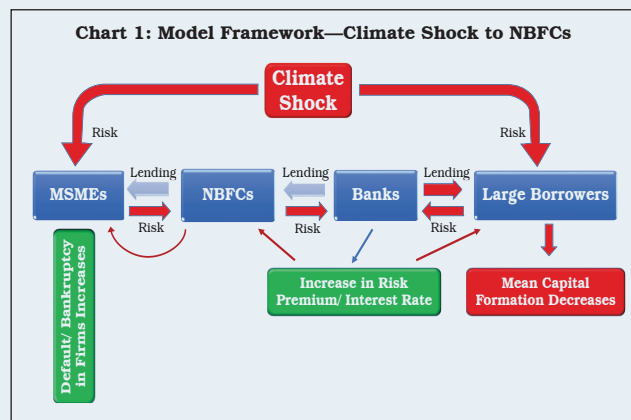 Chart 1: Model Framework—Climate Shock to NBFCs
Climate
Shock
Risk
Risk
MSMEs
Lending
Risk
NBFCs
Lending
Risk
Banks
Lending
Risk
Large Borrowers
Default/ Bankruptcy
in Firms Increases
Increase in Risk
Premium/ Interest Rate
Mean Capital
Formation Decreases